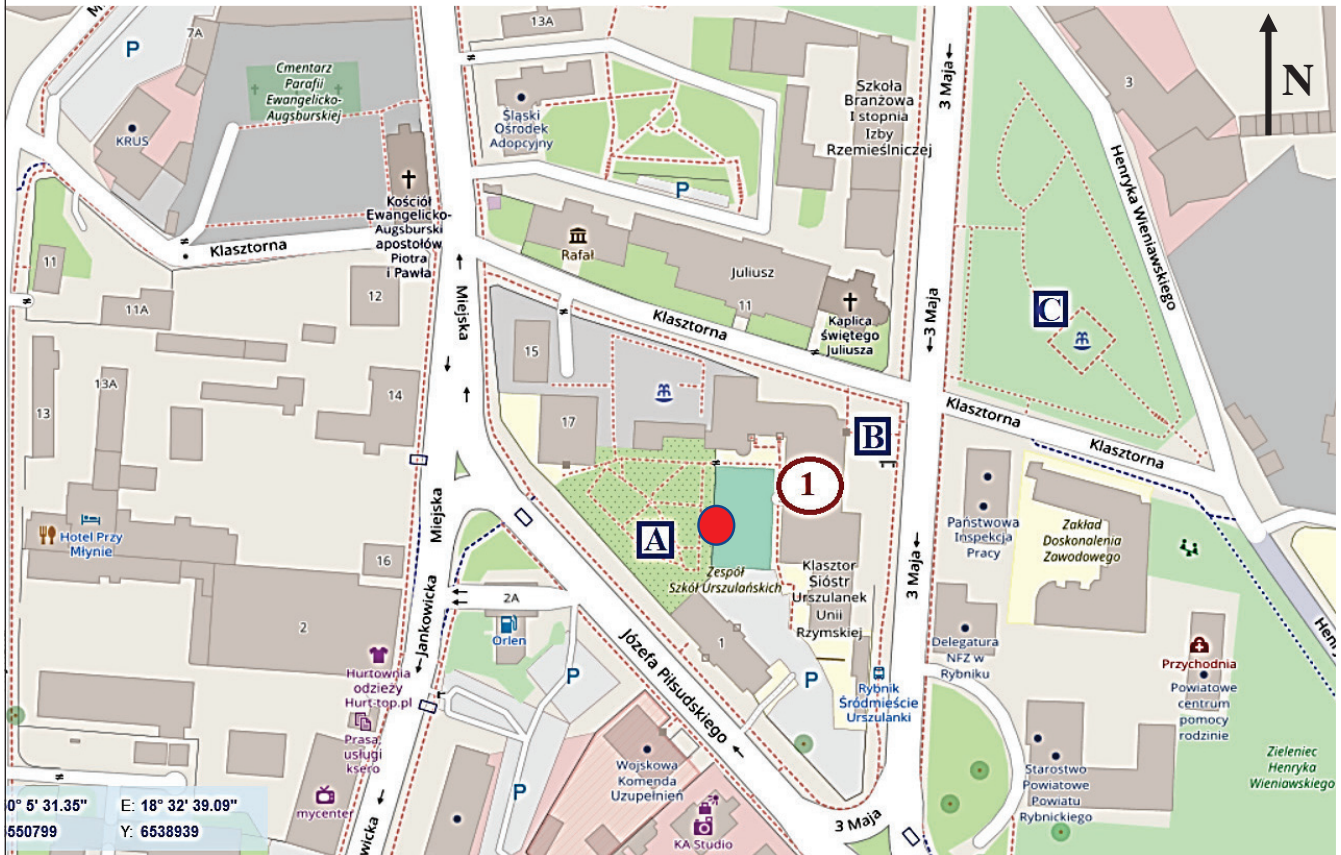 7A
P
Cmentarz
Parafii
Ewangelicko-
Augsburskiej
KRUS
13A
Śląski
Ośrodek
Adopcyjny
P
Szkoła
Branżowa
I stopnia
Izby
Rzemieślniczej
3 Maja
3
N
Henryka Wieniawskiego
Kościół
Ewangelicko-
Augsburski
apostołów
Piotra
i Pawła
Klasztorna
11
11A
12
Miejska
Rafał
Juliusz
11
Klasztorna
Kaplica
świętego
Juliusza
3 Maja
C
15
17
13
13A
14
Klasztorna
Klasztorna
B
1
A
Zespół
Szkół Urszulańskich
Klasztor
Sióstr
Urszulanek
Unii
Rzymskiej
3 Maja
Państwowa
Inspekcja
Pracy
Zakład
Doskonalenia
Zawodowego
Hotel Przy
Młynie
16
Miejska
2
2A
Orlen
Jankowicka
Józefa Piłsudskiego
1
P
P
Delegatura
NFZ w
Rybniku
Przychodnia
Powiatowe
centrum
pomocy
rodzinie
Rybnik
Śródmieście
Urszulanki
Hurtownia
odzieży
Hurt-top.pl
Prasa,
usługi
ksero
mycenter
P
Wojskowa
Komenda
Uzupełnień
KA Studio
3 Maja
Starostwo
Powiatowe
Powiatu
Rybnickiego
Zieleniec
Henryka
Wieniawskiego
0° 5' 31.35" E: 18° 32' 39.09"
550799 Y: 6538939
wicka